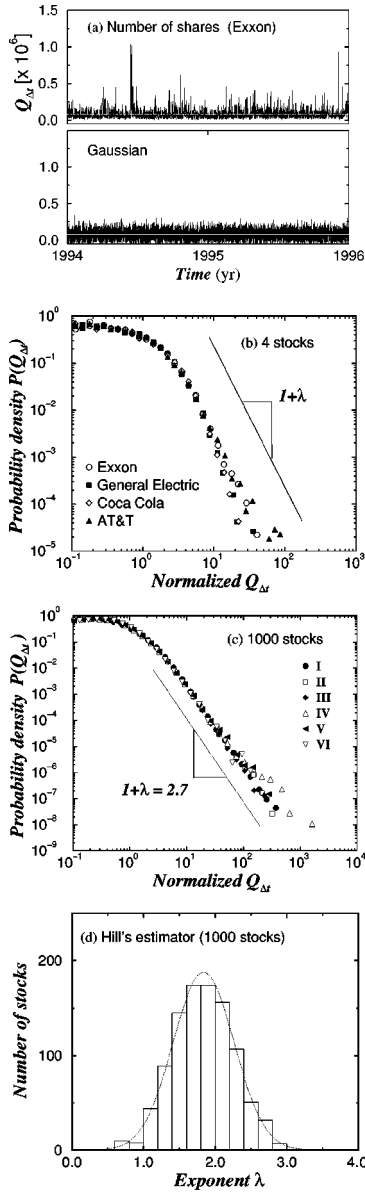 (a) Number of shares (Exxon)
Q_Δt [x 10^6]
1.5
1.0
0.5
0.0
Gaussian
1.0
0.0
1994 1995 1996
Time (yr)
(b) 4 stocks
Probability density P(Q_Δt)
10^0
10^-1
10^-2
10^-3
10^-4
10^-5
1+λ
Exxon
General Electric
Coca Cola
AT&T
10^-1 10^0 10^1 10^2 10^3
Normalized Q_Δt
(c) 1000 stocks
Probability density P(Q_Δt)
10^0
10^-1
10^-2
10^-3
10^-4
10^-5
10^-6
10^-7
10^-8
10^-9
I
II
III
IV
V
VI
1+λ = 2.7
10^-1 10^0 10^1 10^2 10^3 10^4
Normalized Q_Δt
(d) Hill's estimator (1000 stocks)
Number of stocks
200
100
0
0.0 1.0 2.0 3.0 4.0
Exponent λ